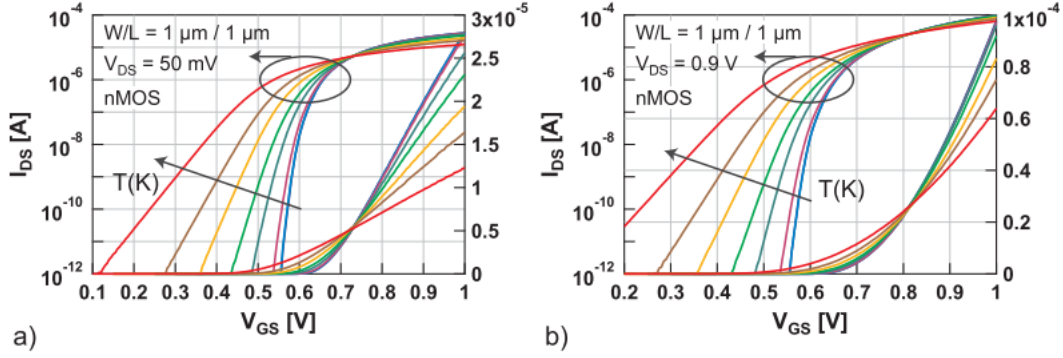 10⁻⁴
10⁻⁶
10⁻⁸
10⁻¹⁰
10⁻¹²
I_DS [A]
W/L = 1 µm / 1 µm
V_DS = 50 mV
nMOS
T(K)
3x10⁻⁵
2.5
2
1.5
1
0.5
0
0.1 0.2 0.3 0.4 0.5 0.6 0.7 0.8 0.9 1
V_GS [V]
a)
10⁻⁴
10⁻⁶
10⁻⁸
10⁻¹⁰
10⁻¹²
I_DS [A]
W/L = 1 µm / 1 µm
V_DS = 0.9 V
nMOS
T(K)
1x10⁻⁴
0.8
0.6
0.4
0.2
0
0.2 0.3 0.4 0.5 0.6 0.7 0.8 0.9 1
V_GS [V]
b)